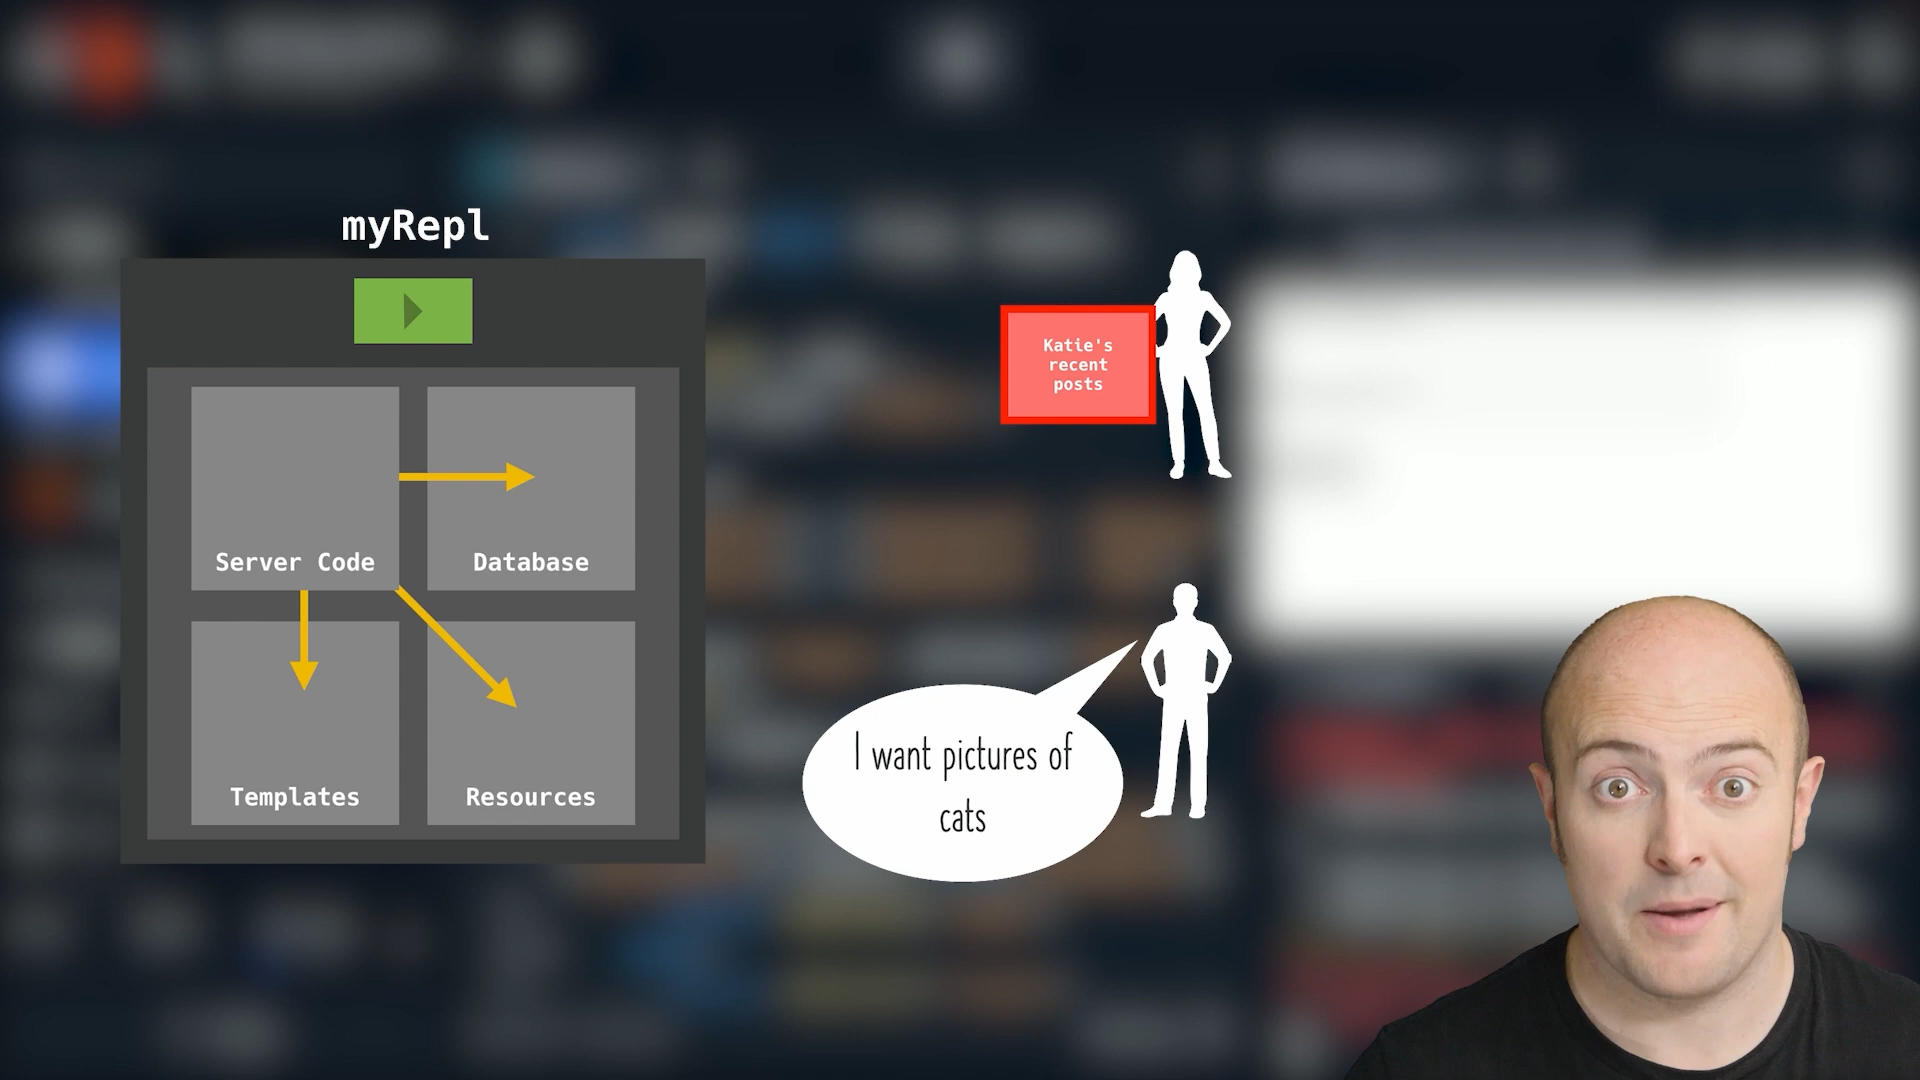 myRepl
Katie's
recent
posts
Server Code
Database
I want pictures of
cats
Templates
Resources